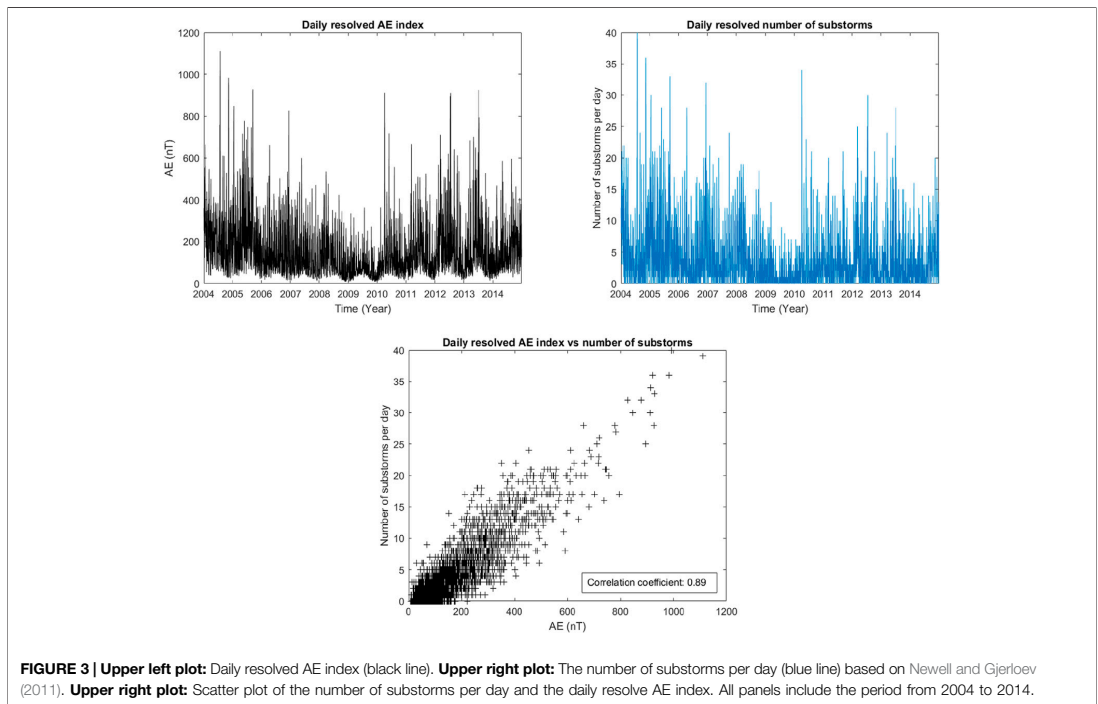 Daily resolved AE index
1200
1000
800
600
400
200
0
AE (nT)
2004 2005 2006 2007 2008 2009 2010 2011 2012 2013 2014
Time (Year)
Daily resolved number of substorms
40
35
30
25
20
15
10
5
0
Number of substorms per day
2004 2005 2006 2007 2008 2009 2010 2011 2012 2013 2014
Time (Year)
Daily resolved AE index vs number of substorms
40
35
30
25
20
15
10
5
0
Number of substorms per day
Correlation coefficient: 0.89
0 200 400 600 800 1000 1200
AE (nT)
FIGURE 3 | Upper left plot: Daily resolved AE index (black line). Upper right plot: The number of substorms per day (blue line) based on Newell and Gjerloev
(2011). Upper right plot: Scatter plot of the number of substorms per day and the daily resolve AE index. All panels include the period from 2004 to 2014.